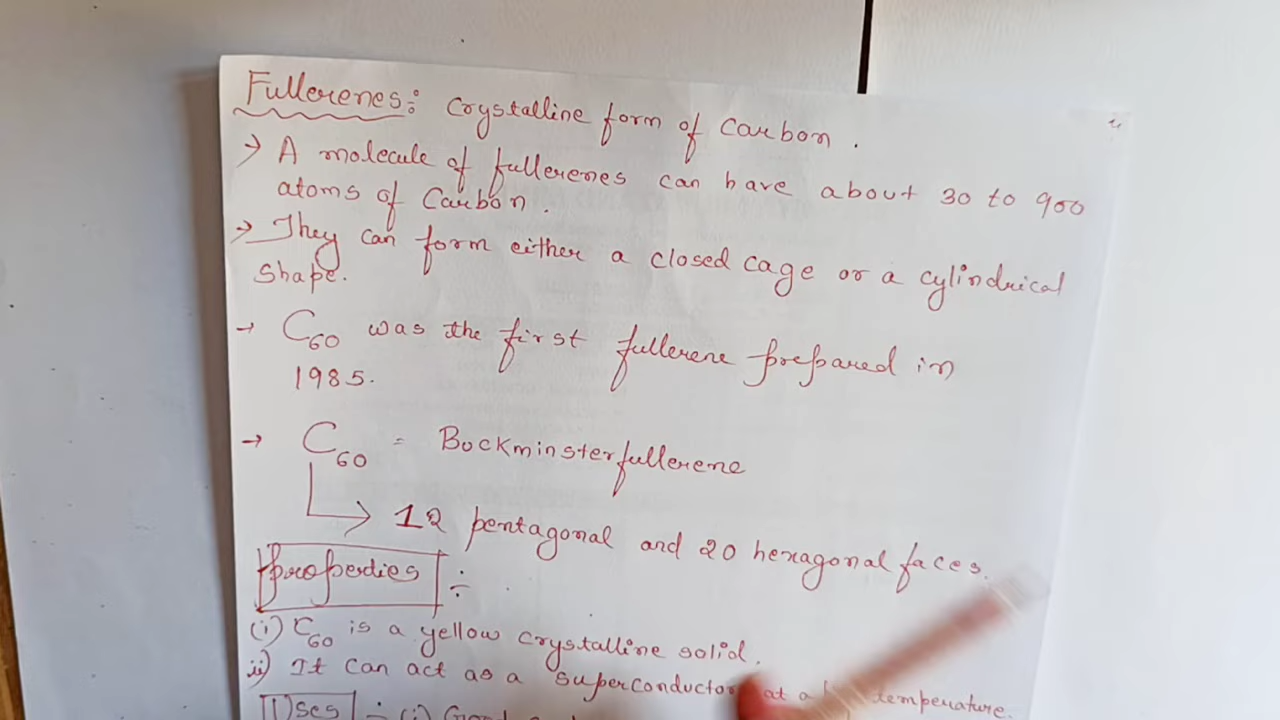 Fullerenes: Crystalline form of Carbon.
→ A molecule of fullerenes can have about 30 to 900
atoms of Carbon.
→ They can form either a closed cage or a cylindrical
Shape.
→ C60 was the first fullerene prepared in
1985.
→ C60 = Buckminsterfullerene
12 pentagonal and 20 hexagonal faces.
Properties ÷
(i) C60 is a yellow crystalline solid.
ii) It can act as a superconductor at a temperature.
Uses ÷ (i) Good